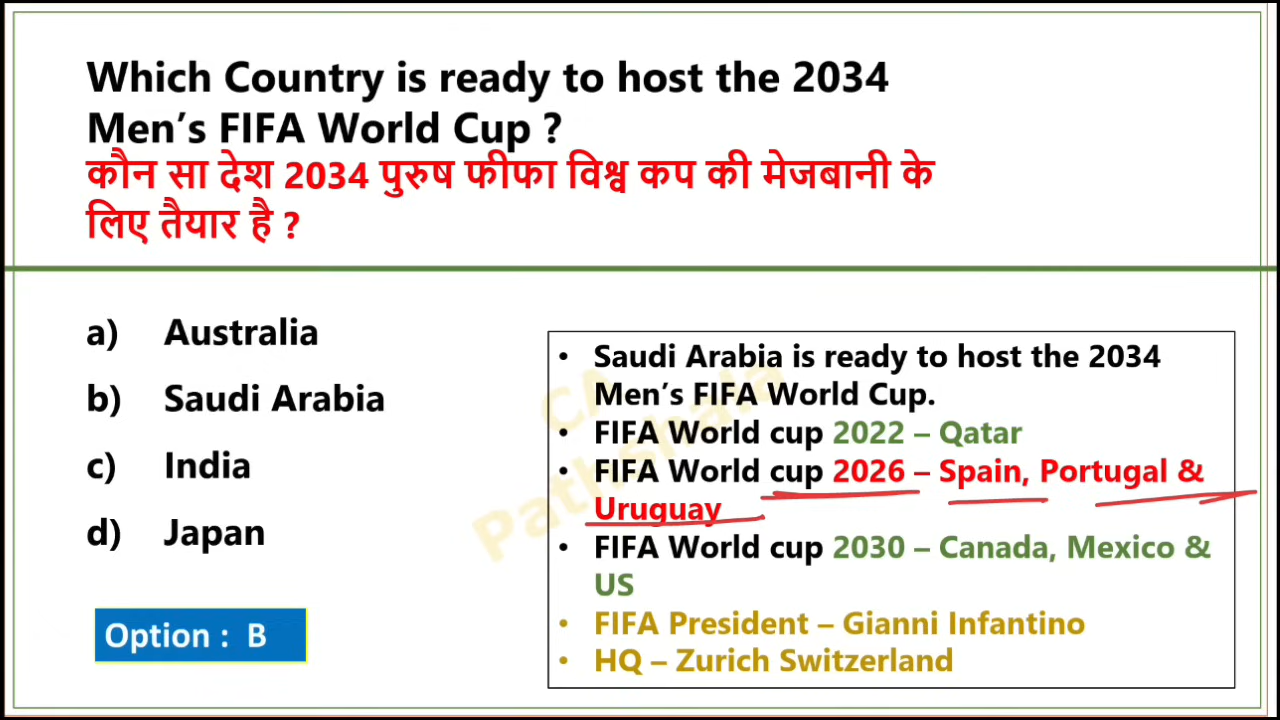 Which Country is ready to host the 2034
Men’s FIFA World Cup ?
कौन सा देश 2034 पुरुष फीफा विश्व कप की मेजबानी के
लिए तैयार है ?
a) Australia
b) Saudi Arabia
c) India
d) Japan
Option : B
• Saudi Arabia is ready to host the 2034
Men’s FIFA World Cup.
• FIFA World cup 2022 – Qatar
• FIFA World cup 2026 – Spain, Portugal &
Uruguay
• FIFA World cup 2030 – Canada, Mexico &
US
• FIFA President – Gianni Infantino
• HQ – Zurich Switzerland
CA
Pathshala